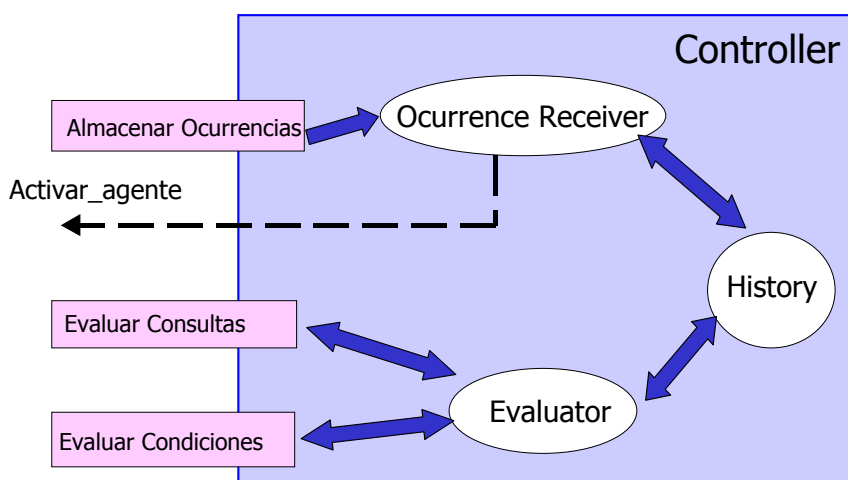 Controller
Almacenar Ocurrencias
Ocurrence Receiver
Activar_agente
History
Evaluar Consultas
Evaluator
Evaluar Condiciones